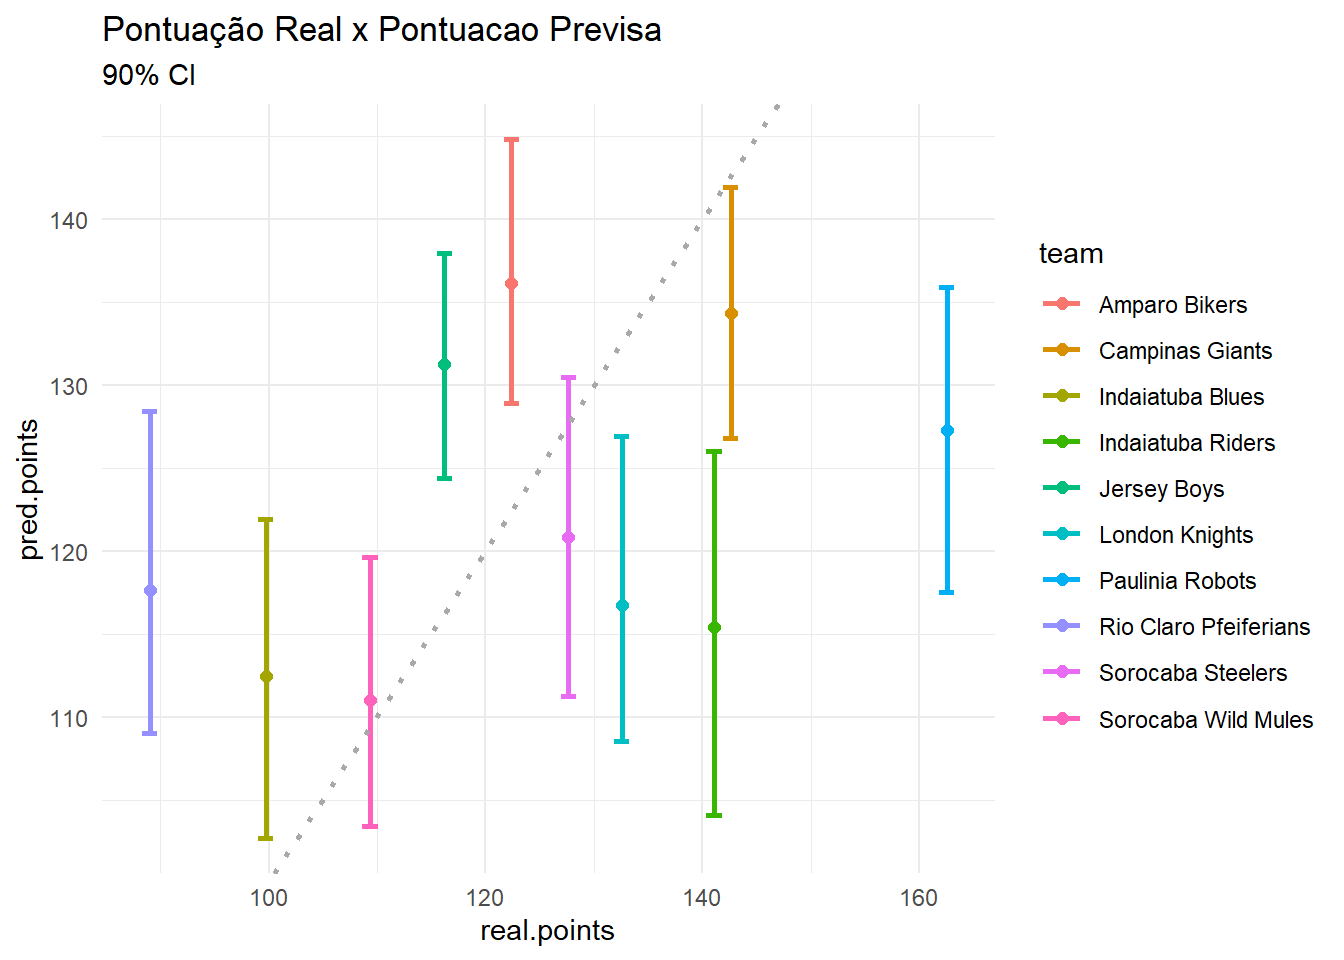 Pontuação Real x Pontuacao Previsa
90% CI
140
130
120
110
pred.points
100
120
140
160
real.points
team
Amparo Bikers
Campinas Giants
Indaiatuba Blues
Indaiatuba Riders
Jersey Boys
London Knights
Paulinia Robots
Rio Claro Pfeiferians
Sorocaba Steelers
Sorocaba Wild Mules